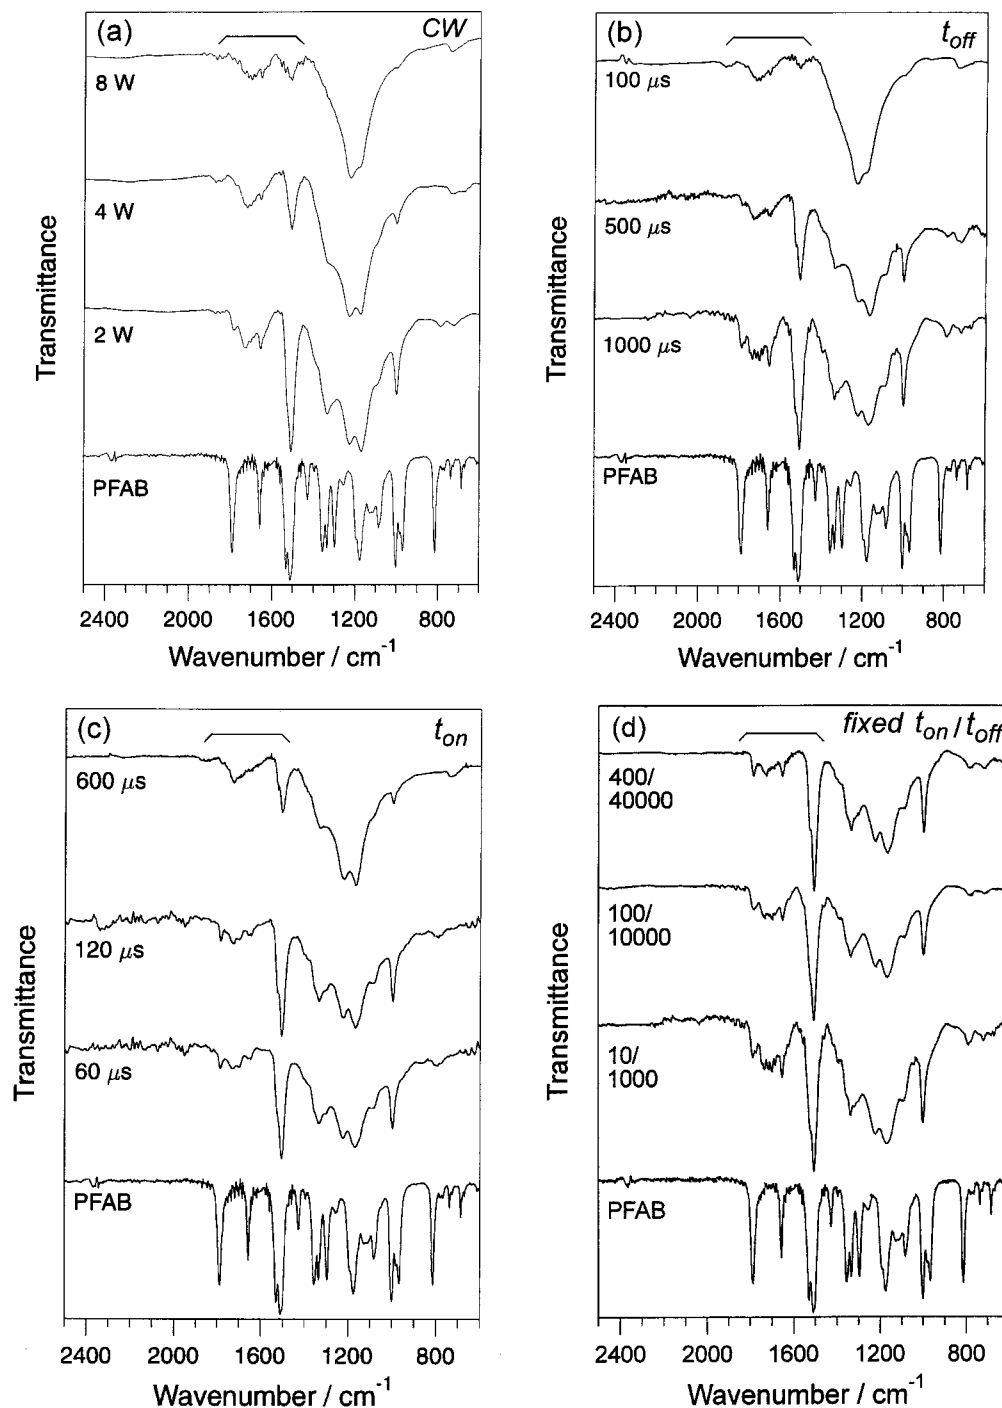 (a) CW
8 W
4 W
2 W
PFAB
Transmittance
2400 2000 1600 1200 800
Wavenumber / cm-1
(b) toff
100 μs
500 μs
1000 μs
PFAB
Transmittance
2400 2000 1600 1200 800
Wavenumber / cm-1
(c) ton
600 μs
120 μs
60 μs
PFAB
Transmittance
2400 2000 1600 1200 800
Wavenumber / cm-1
(d) fixed ton/toff
400/
40000
100/
10000
10/
1000
PFAB
Transmittance
2400 2000 1600 1200 800
Wavenumber / cm-1